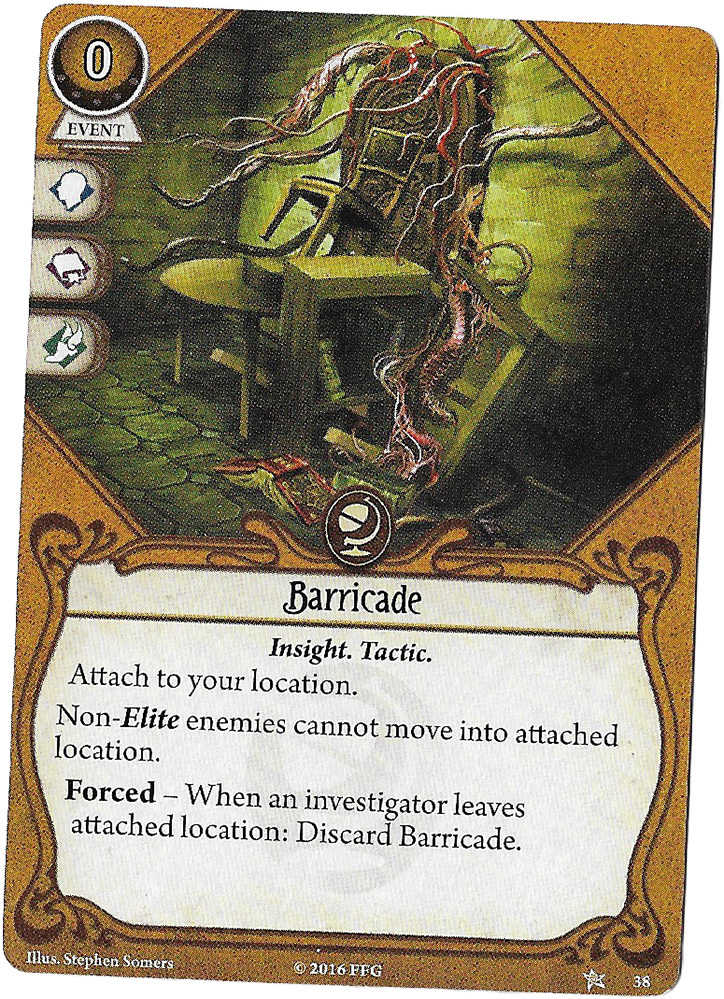 0
EVENT
Barricade
Insight. Tactic.
Attach to your location.
Non-Elite enemies cannot move into attached
location.
Forced – When an investigator leaves
attached location: Discard Barricade.
Illus. Stephen Somers
© 2016 FFG
38